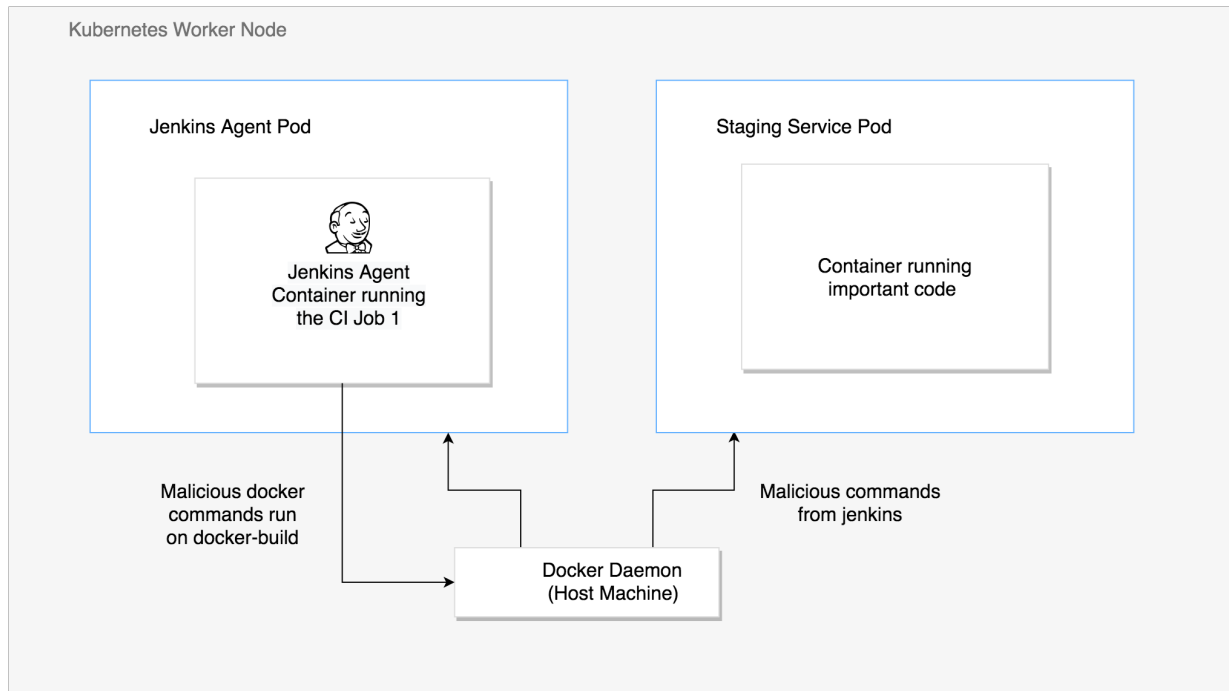 Kubernetes Worker Node
Jenkins Agent Pod
Staging Service Pod
Jenkins Agent
Container running
the CI Job 1
Container running
important code
Malicious docker
commands run
on docker-build
Malicious commands
from jenkins
Docker Daemon
(Host Machine)